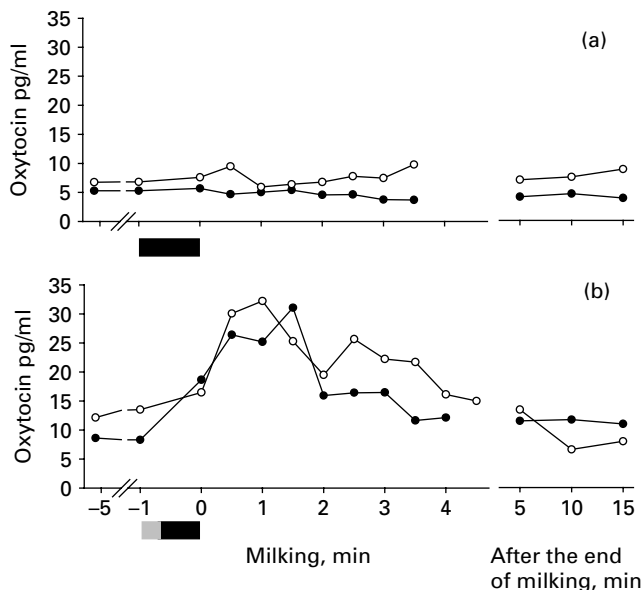 (a)
Oxytocin pg/ml
35
30
25
20
15
10
5
0
(b)
Oxytocin pg/ml
35
30
25
20
15
10
5
0
–5 –1 0 1 2 3 4 5 10 15
Milking, min
After the end
of milking, min